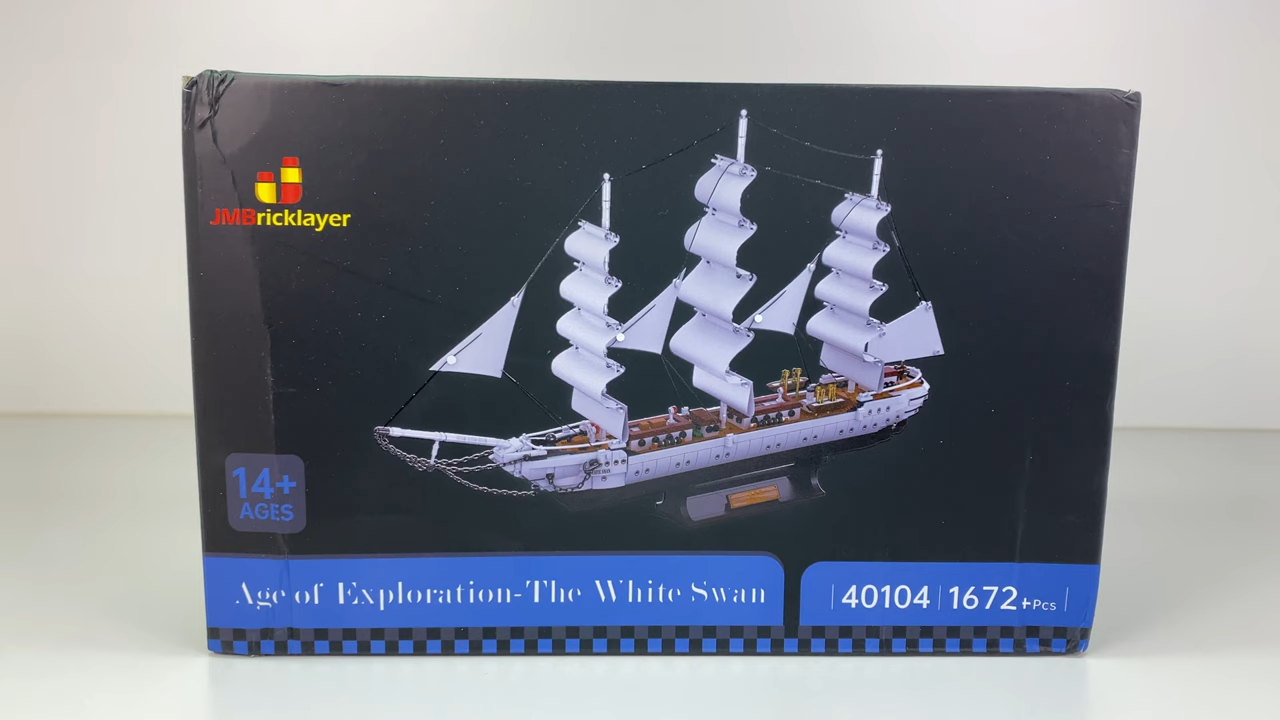 JMBricklayer
14+
AGES
Age of Exploration-The White Swan
40104 | 1672+Pcs